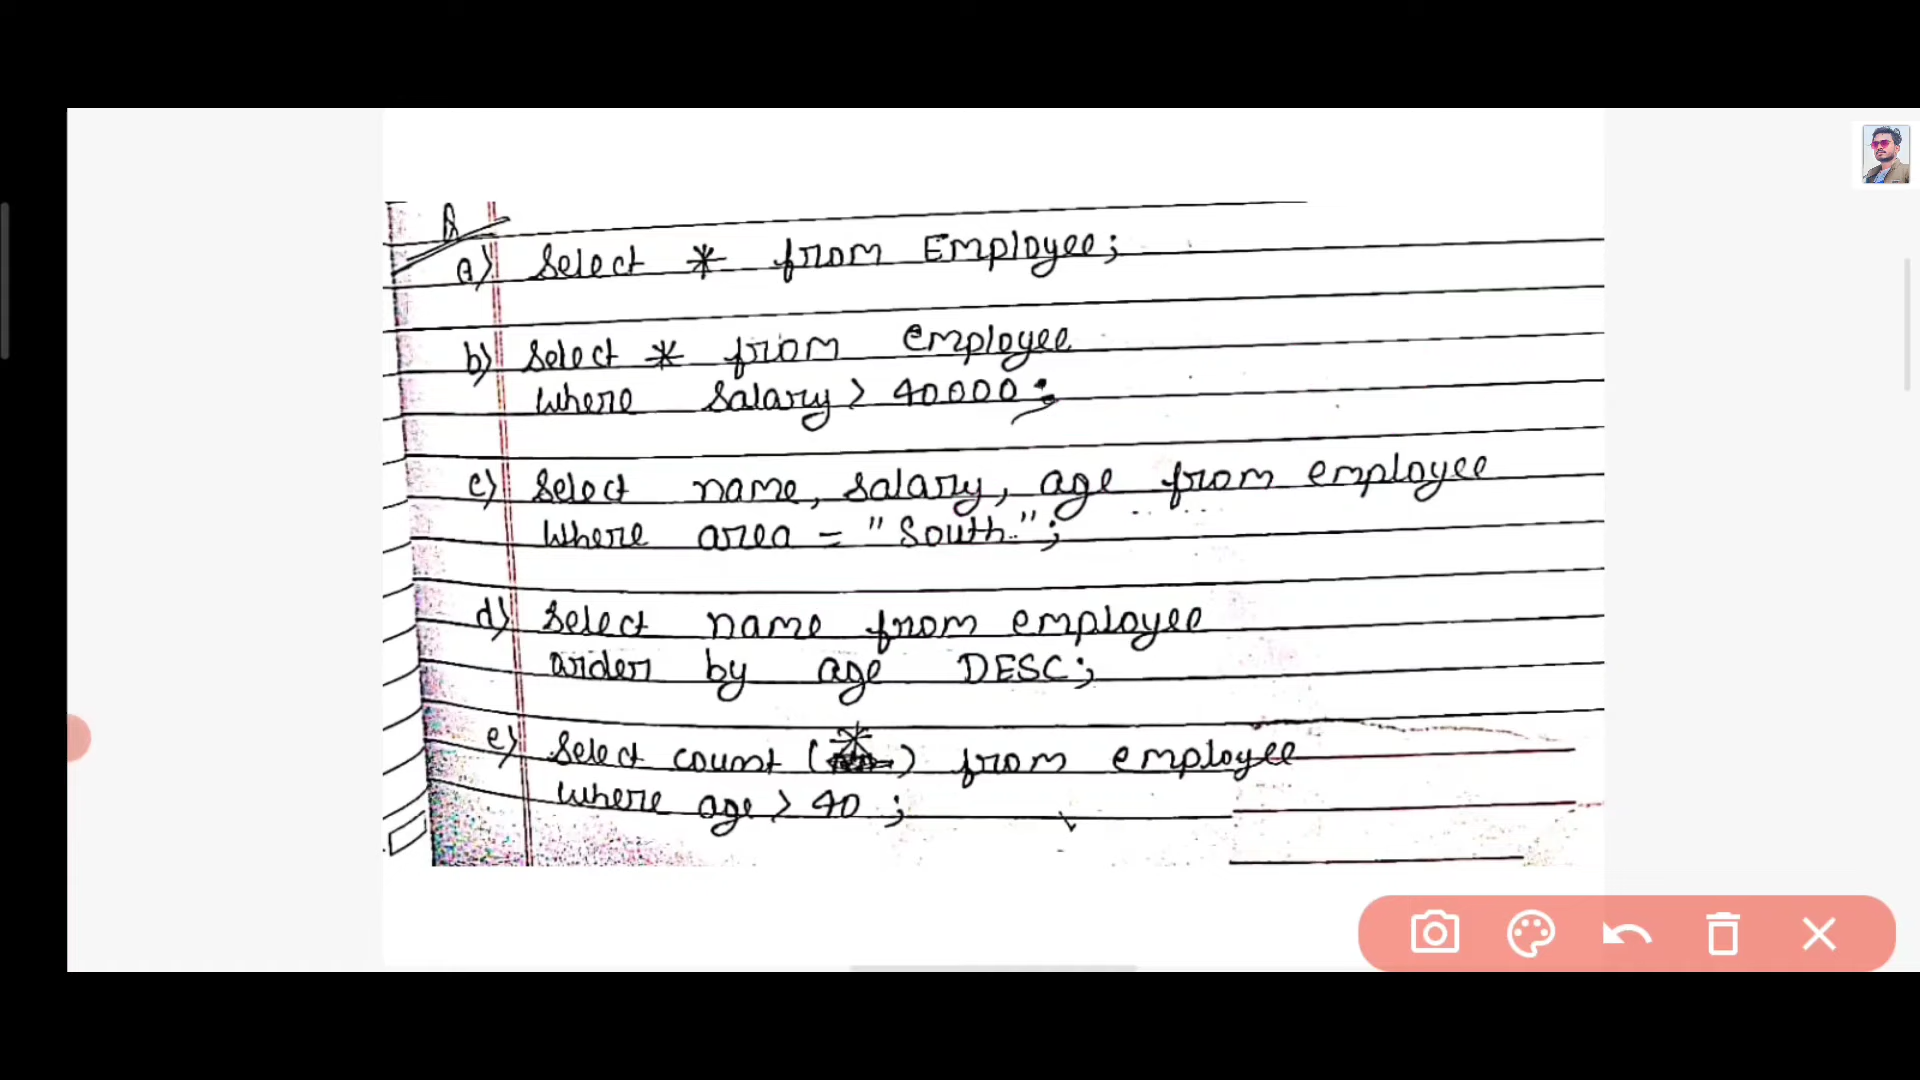 A
a) Select * from Employee;
b) Select * from employee
where salary > 40000;
c) Select name, salary, age from employee
where area = "South";
d) Select name from employee
order by age DESC;
e) Select count (*) from employee
where age > 40 ;